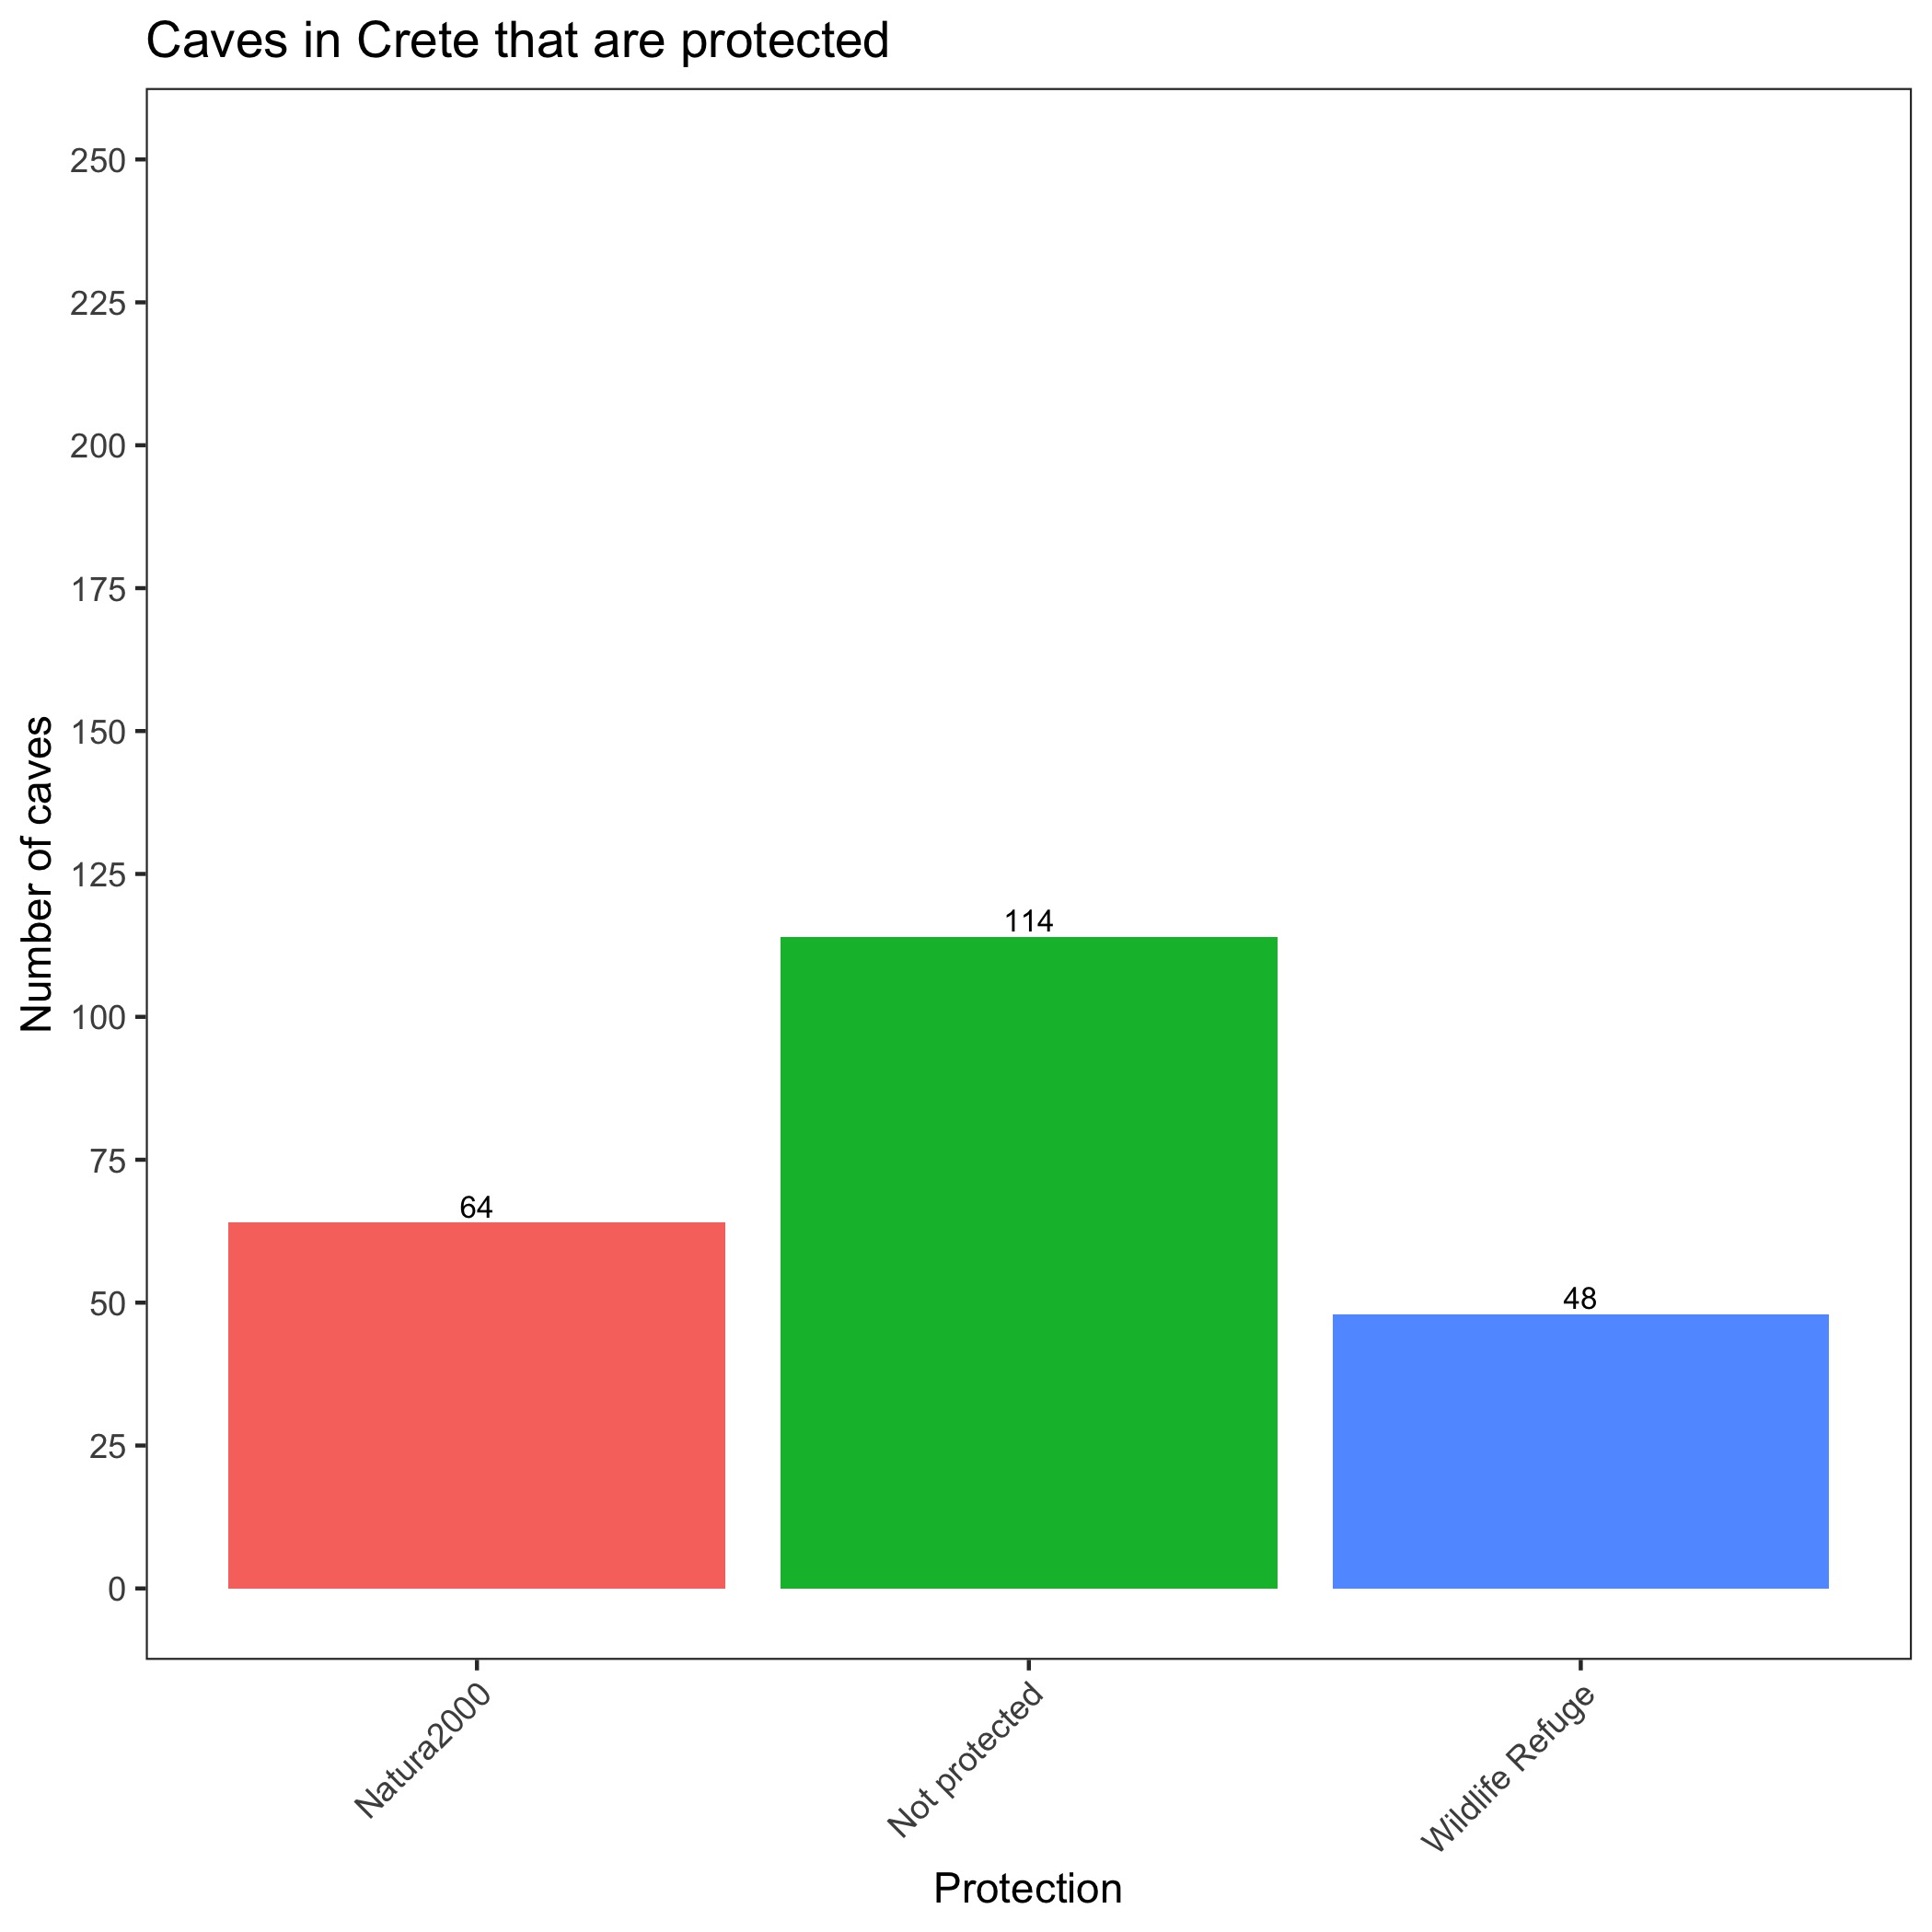 Caves in Crete that are protected
250
225
200
175
150
125
100
75
50
25
0
Number of caves
64
114
48
Natura2000
Not protected
Wildlife Refuge
Protection